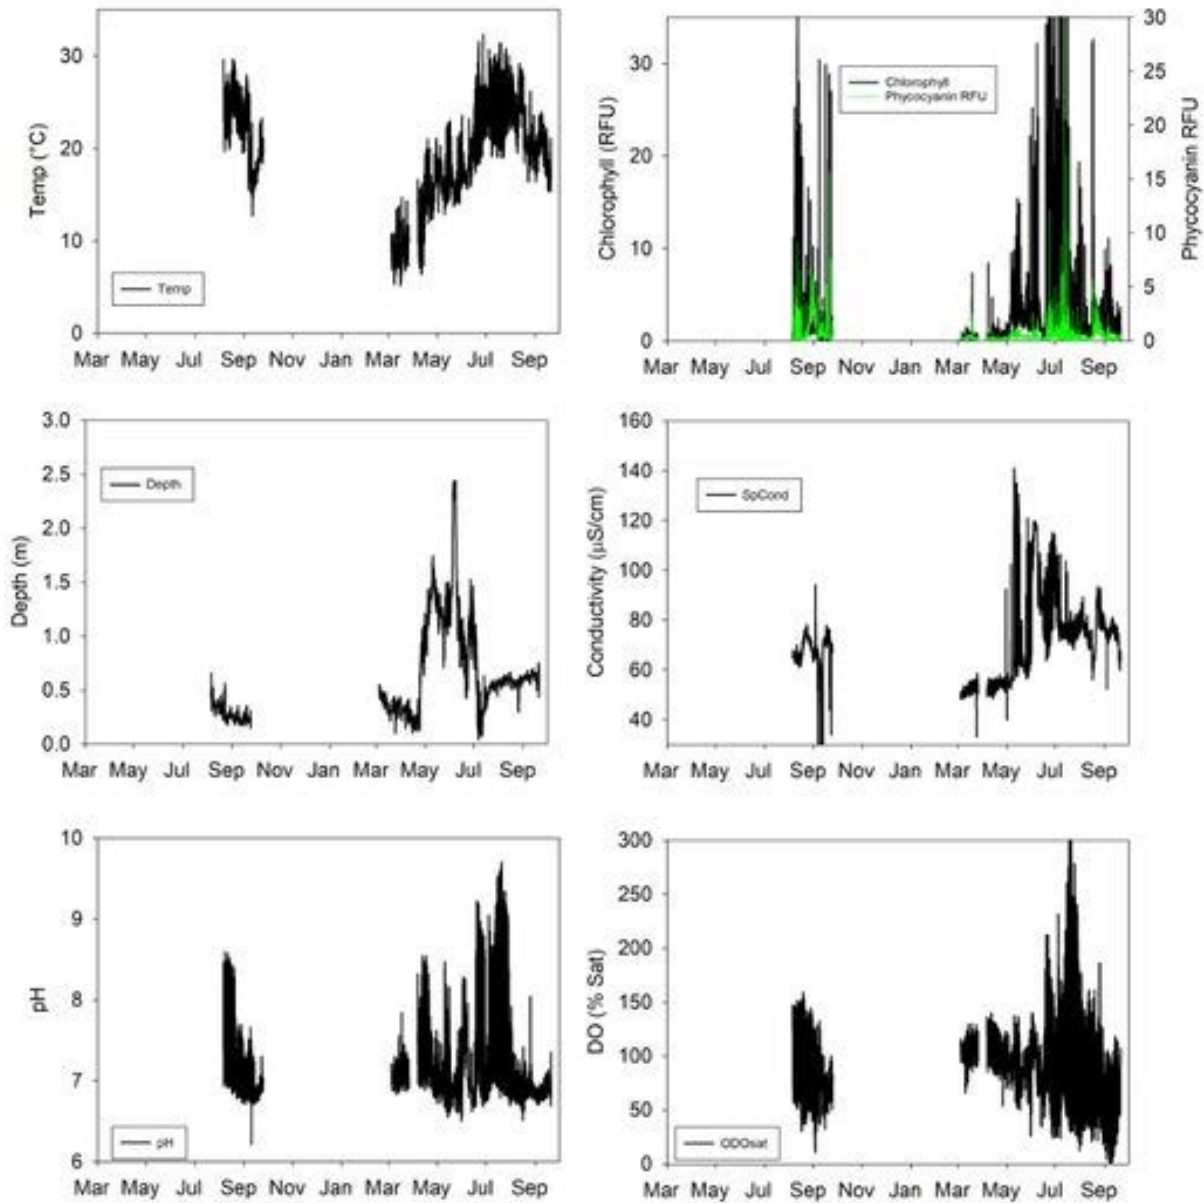 Temp (°C)
30
20
10
0
Temp
Mar May Jul Sep Nov Jan Mar May Jul Sep
Chlorophyll (RFU)
30
20
10
0
Chlorophyll
Phycocyanin RFU
30
25
20
15
10
5
0
Phycocyanin RFU
Mar May Jul Sep Nov Jan Mar May Jul Sep
Depth (m)
3.0
2.5
2.0
1.5
1.0
0.5
0.0
Depth
Mar May Jul Sep Nov Jan Mar May Jul Sep
Conductivity (µS/cm)
160
140
120
100
80
60
40
SpCond
Mar May Jul Sep Nov Jan Mar May Jul Sep
pH
10
9
8
7
6
pH
Mar May Jul Sep Nov Jan Mar May Jul Sep
DO (% Sat)
300
250
200
150
100
50
0
ODOsat
Mar May Jul Sep Nov Jan Mar May Jul Sep